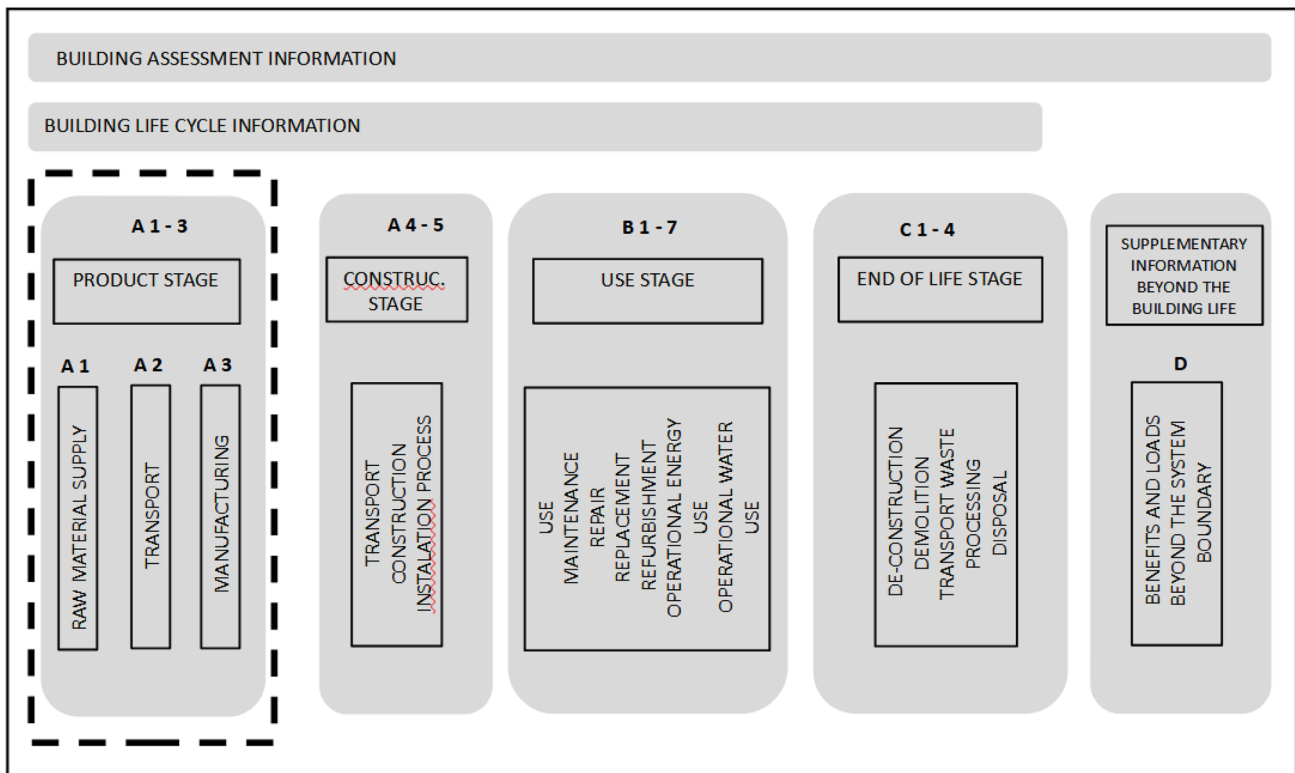 BUILDING ASSESSMENT INFORMATION
BUILDING LIFE CYCLE INFORMATION
A 1 - 3
PRODUCT STAGE
A 1
A 2
A 3
RAW MATERIAL SUPPLY
TRANSPORT
MANUFACTURING
A 4 - 5
CONSTRUC.
STAGE
TRANSPORT
CONSTRUCTION
INSTALATION PROCESS
B 1 - 7
USE STAGE
USE
MAINTENANCE
REPAIR
REPLACEMENT
REFURBISHMENT
OPERATIONAL ENERGY
USE
OPERATIONAL WATER
USE
C 1 - 4
END OF LIFE STAGE
DE-CONSTRUCTION
DEMOLITION
TRANSPORT WASTE
PROCESSING
DISPOSAL
SUPPLEMENTARY
INFORMATION
BEYOND THE
BUILDING LIFE
D
BENEFITS AND LOADS
BEYOND THE SYSTEM
BOUNDARY